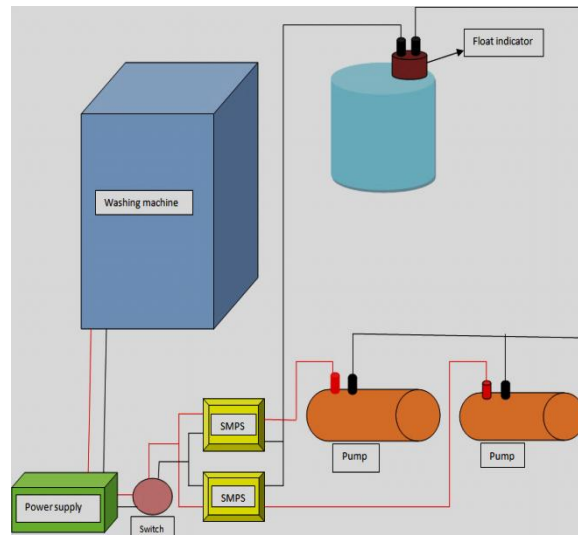 Float indicator
Washing machine
SMPS
Pump
Pump
SMPS
Power supply
Switch